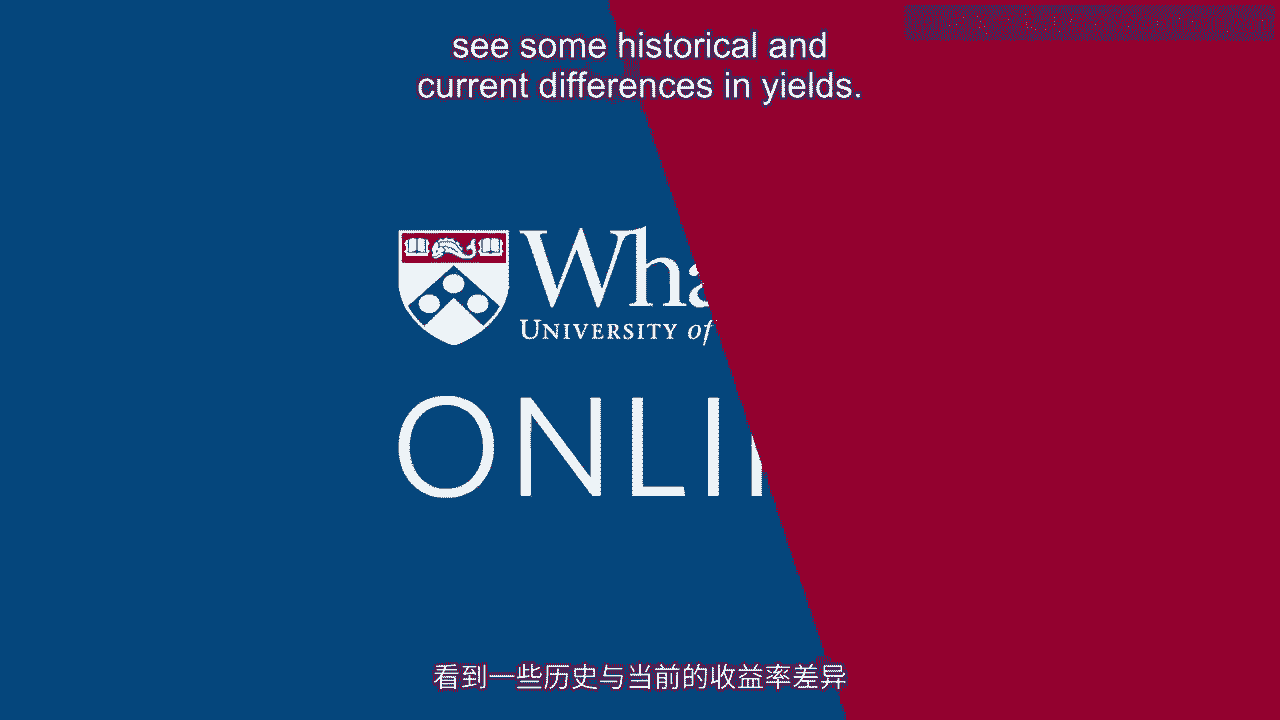 see some historical and
current differences in yields.
Wha
UNIVERSITY of
ONLI
看到一些历史与当前的收益率差异